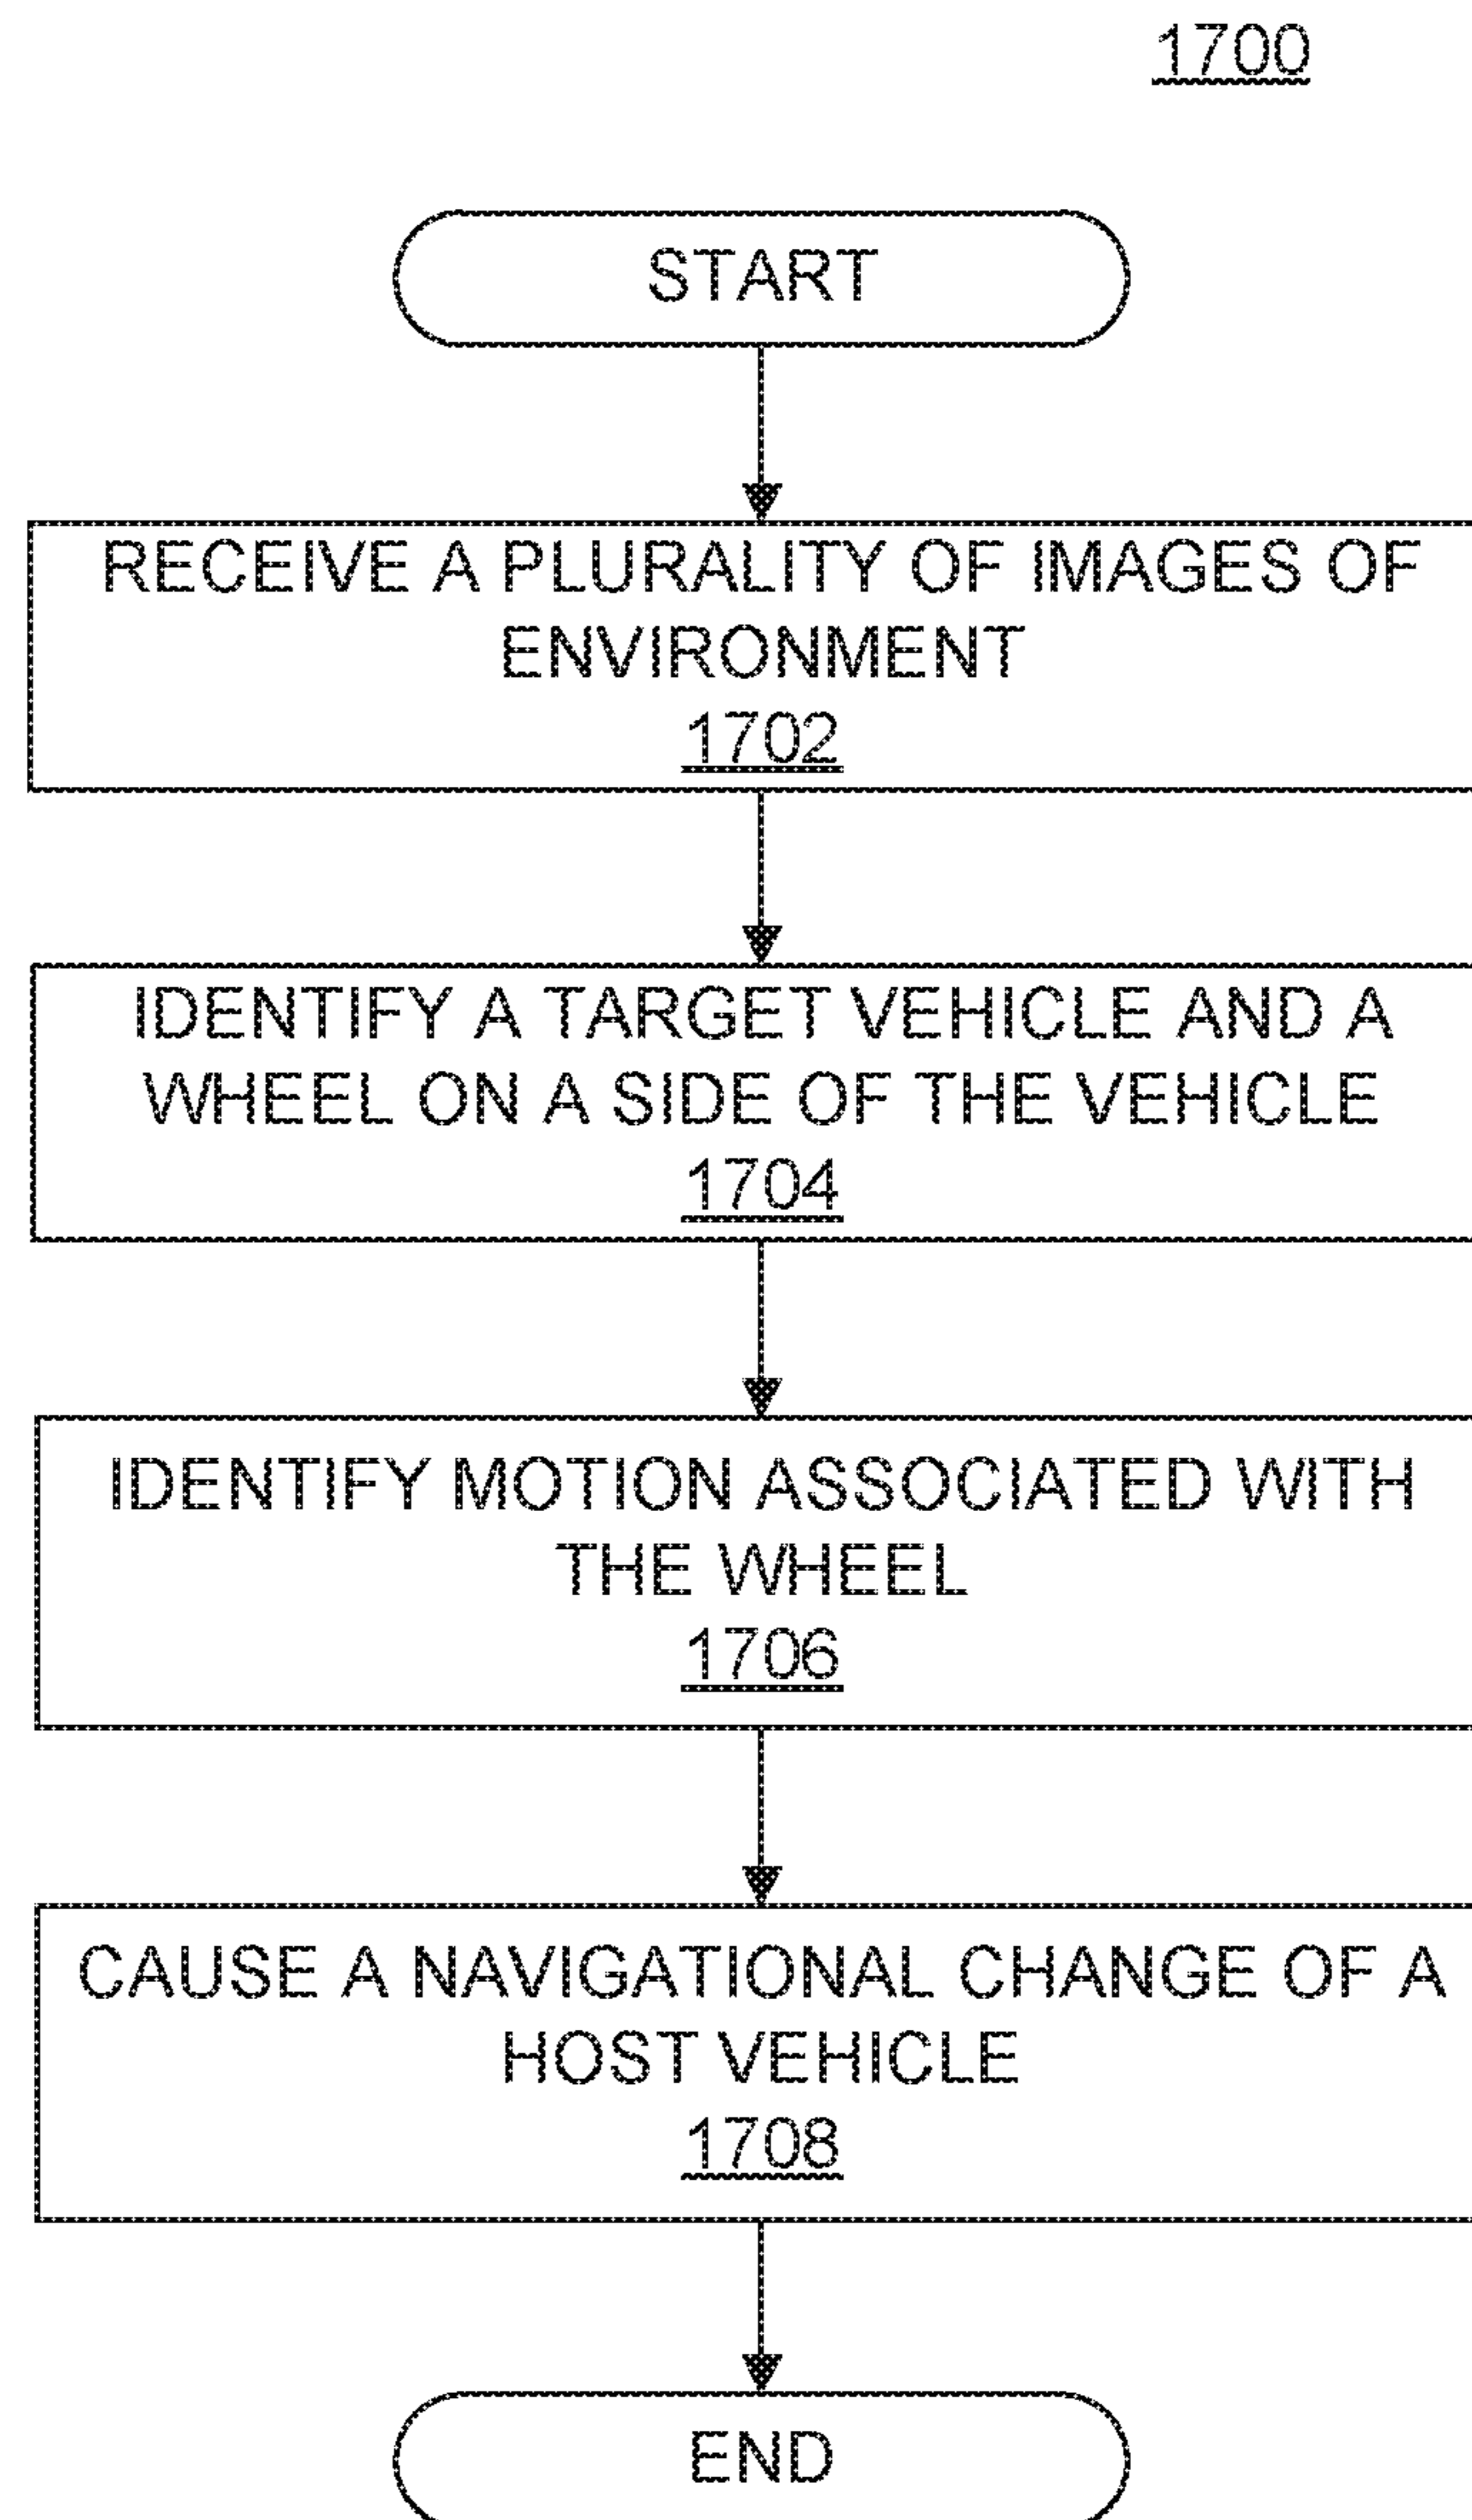 1700
START
RECEIVE A PLURALITY OF IMAGES OF
ENVIRONMENT
1702
IDENTIFY A TARGET VEHICLE AND A
WHEEL ON A SIDE OF THE VEHICLE
1704
IDENTIFY MOTION ASSOCIATED WITH
THE WHEEL
1706
CAUSE A NAVIGATIONAL CHANGE OF A
HOST VEHICLE
1708
END